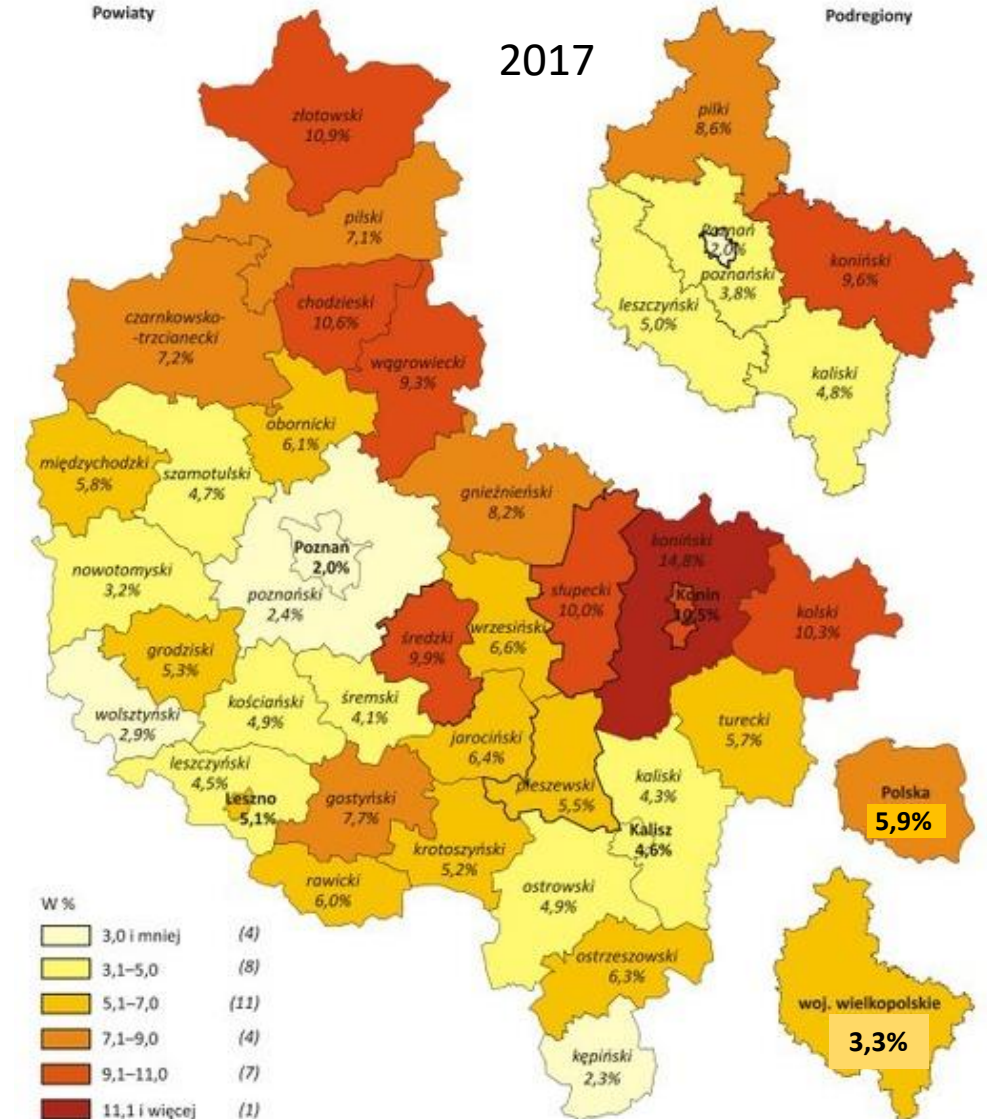 Powiaty
Podregiony
2017
złotowski
10,9%
pilski
7,1%
chodzieski
10,6%
czarnkowsko-
-trzcianecki
7,2%
wągrowiecki
9,3%
obornicki
6,1%
międzychodzki
5,8%
szamotulski
4,7%
gnieźnieński
8,2%
Poznań
2,0%
poznański
2,4%
nowotomyski
3,2%
koniński
14,8%
Konin
10,5%
słupecki
10,0%
kolski
10,3%
wrzesiński
6,6%
średzki
9,9%
grodziski
5,3%
kościański
4,9%
śremski
4,1%
wolsztyński
2,9%
turecki
5,7%
jarociński
6,4%
leszczyński
4,5%
Leszno
5,1%
gostyński
7,7%
pleszewski
5,5%
kaliski
4,3%
Kalisz
4,6%
krotoszyński
5,2%
rawicki
6,0%
ostrowski
4,9%
ostrzeszowski
6,3%
kępiński
2,3%
pilki
8,6%
Poznań
2,0%
poznański
3,8%
koniński
9,6%
leszczyński
5,0%
kaliski
4,8%
Polska
5,9%
woj. wielkopolskie
3,3%
W %
3,0 i mniej (4)
3,1–5,0 (8)
5,1–7,0 (11)
7,1–9,0 (4)
9,1–11,0 (7)
11,1 i więcej (1)